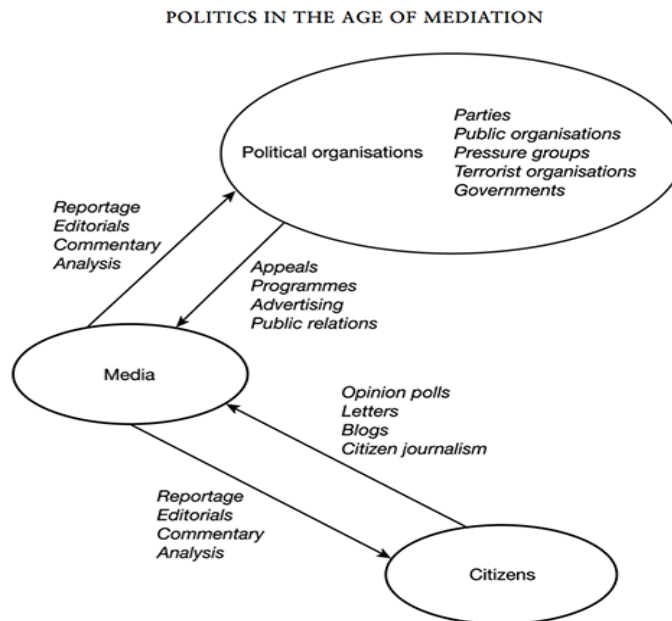 POLITICS IN THE AGE OF MEDIATION
Political organisations
Parties
Public organisations
Pressure groups
Terrorist organisations
Governments
Reportage
Editorials
Commentary
Analysis
Appeals
Programmes
Advertising
Public relations
Media
Opinion polls
Letters
Blogs
Citizen journalism
Reportage
Editorials
Commentary
Analysis
Citizens